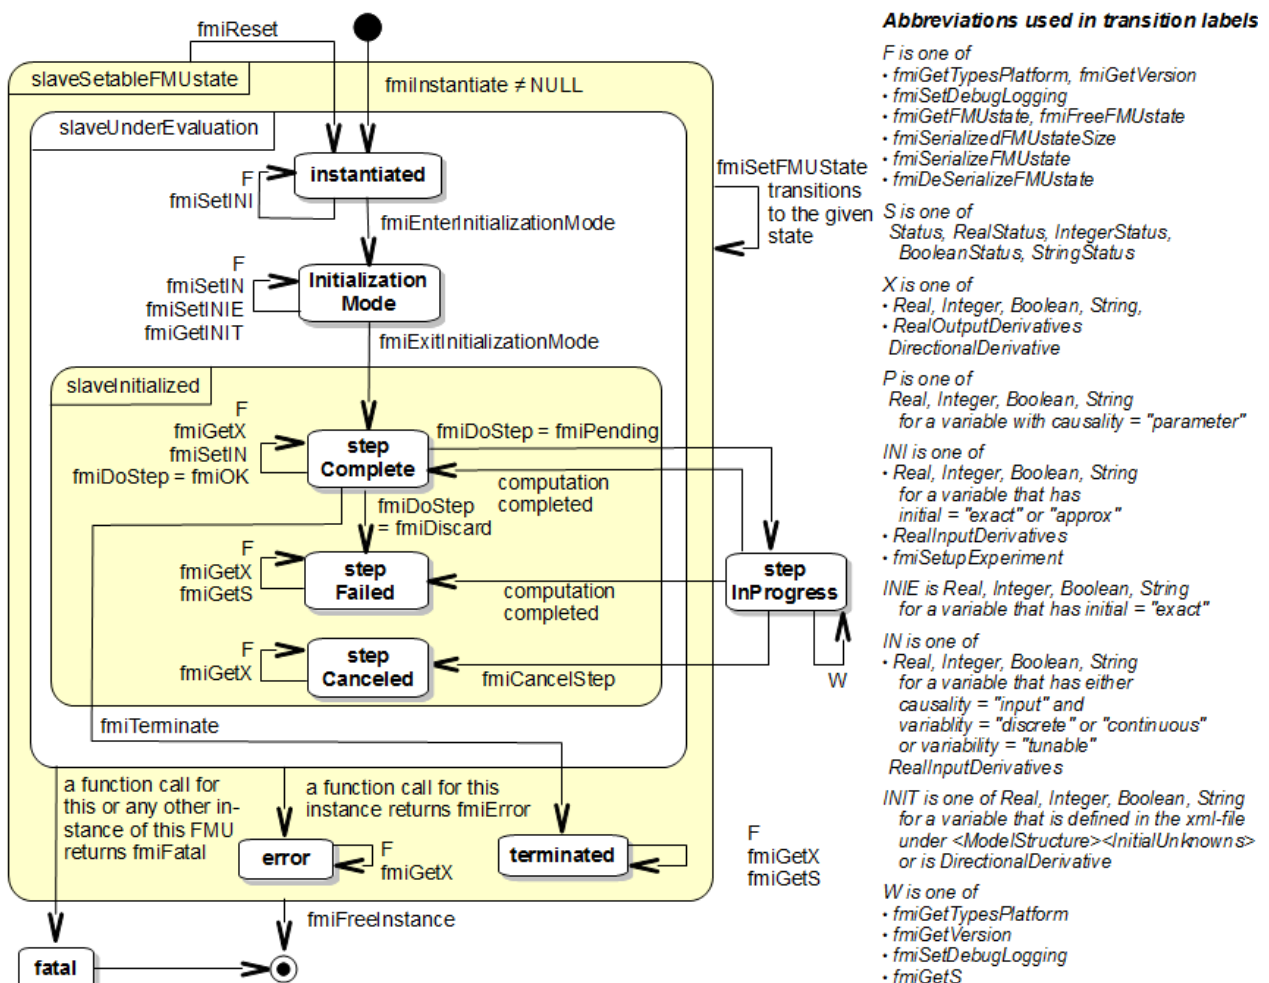 fmiReset
slaveSetableFMUstate
fmiInstantiate ≠ NULL
slaveUnderEvaluation
instantiated
F
fmiSetINI
fmiEnterInitializationMode
fmiSetFMUState
transitions
to the given
state
Initialization
Mode
F
fmiSetIN
fmiSetINIE
fmiGetINIT
fmiExitInitializationMode
slaveInitialized
F
fmiGetX
fmiSetIN
fmiDoStep = fmiOK
step
Complete
fmiDoStep = fmiPending
computation
completed
fmiDoStep
= fmiDiscard
F
fmiGetX
fmiGetS
step
Failed
computation
completed
step
InProgress
W
F
fmiGetX
step
Canceled
fmiCancelStep
fmiTerminate
a function call for
this or any other in-
stance of this FMU
returns fmiFatal
a function call for this
instance returns fmiError
error
F
fmiGetX
terminated
F
fmiGetX
fmiGetS
fmiFreeInstance
fatal
Abbreviations used in transition labels
F is one of
• fmiGetTypesPlatform, fmiGetVersion
• fmiSetDebugLogging
• fmiGetFMUstate, fmiFreeFMUstate
• fmiSerializedFMUstateSize
• fmiSerializeFMUstate
• fmiDeSerializeFMUstate
S is one of
Status, RealStatus, IntegerStatus,
BooleanStatus, StringStatus
X is one of
• Real, Integer, Boolean, String,
• RealOutputDerivatives
DirectionalDerivative
P is one of
Real, Integer, Boolean, String
for a variable with causality = "parameter"
INI is one of
• Real, Integer, Boolean, String
for a variable that has
initial = "exact" or "approx"
• RealInputDerivatives
• fmiSetupExperiment
INIE is Real, Integer, Boolean, String
for a variable that has initial = "exact"
IN is one of
• Real, Integer, Boolean, String
for a variable that has either
causality = "input" and
variablity = "discrete" or "continuous"
or variability = "tunable"
RealInputDerivatives
INIT is one of Real, Integer, Boolean, String
for a variable that is defined in the xml-file
under <ModelStructure><InitialUnknowns>
or is DirectionalDerivative
W is one of
• fmiGetTypesPlatform
• fmiGetVersion
• fmiSetDebugLogging
• fmiGetS